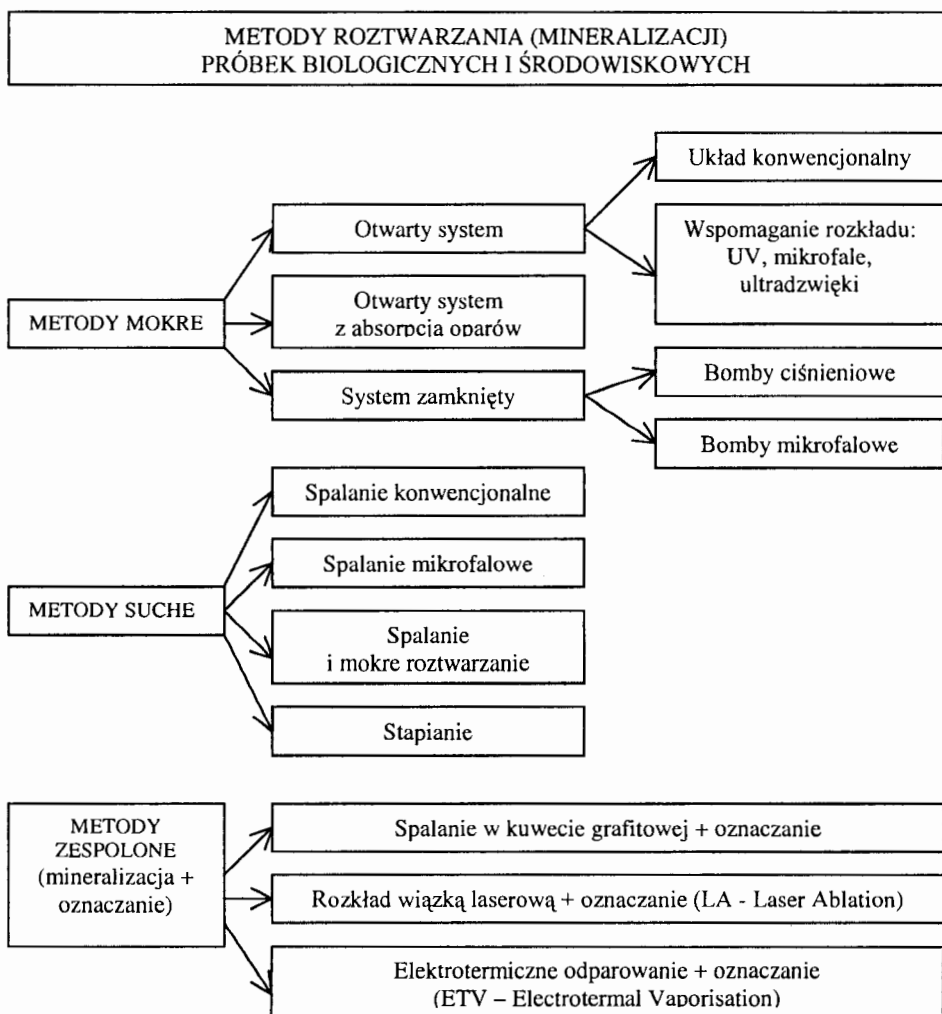 METODY ROZTWARZANIA (MINERALIZACJI)
PRÓBEK BIOLOGICZNYCH I ŚRODOWISKOWYCH
METODY MOKRE
Otwarty system
Układ konwencjonalny
Wspomaganie rozkładu:
UV, mikrofale,
ultradzwięki
Otwarty system
z absorpcja oparów
System zamknięty
Bomby ciśnieniowe
Bomby mikrofalowe
METODY SUCHE
Spalanie konwencjonalne
Spalanie mikrofalowe
Spalanie
i mokre roztwarzanie
Stapianie
METODY
ZESPOLONE
(mineralizacja +
oznaczanie)
Spalanie w kuwecie grafitowej + oznaczanie
Rozkład wiązką laserową + oznaczanie (LA - Laser Ablation)
Elektrotermiczne odparowanie + oznaczanie
(ETV – Electrotermal Vaporisation)